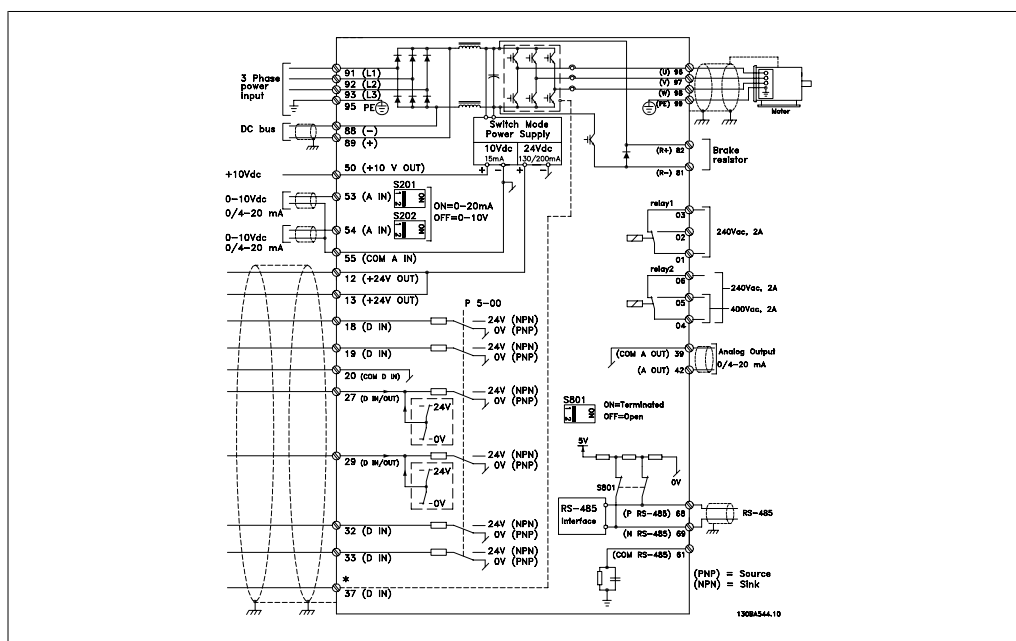 3 Phase
power
input
91 (L1)
92 (L2)
93 (L3)
95 PE
DC bus
88 (-)
89 (+)
+10Vdc
50 (+10 V OUT)
0-10Vdc
0/4-20 mA
53 (A IN)
S201
1 2
ON
ON=0-20mA
OFF=0-10V
0-10Vdc
0/4-20 mA
54 (A IN)
S202
1 2
ON
55 (COM A IN)
12 (+24V OUT)
13 (+24V OUT)
P 5-00
18 (D IN)
24V (NPN)
0V (PNP)
19 (D IN)
24V (NPN)
0V (PNP)
20 (COM D IN)
27 (D IN/OUT)
24V (NPN)
0V (PNP)
24V
0V
29 (D IN/OUT)
24V (NPN)
0V (PNP)
24V
0V
32 (D IN)
24V (NPN)
0V (PNP)
33 (D IN)
24V (NPN)
0V (PNP)
*
37 (D IN)
Switch Mode
Power Supply
10Vdc
15mA
24Vdc
130/200mA
+ - + -
(U) 96
(V) 97
(W) 98
(PE) 99
Motor
(R+) 82
Brake
resistor
(R-) 81
relay1
03
02
01
240Vac, 2A
relay2
06
05
04
240Vac, 2A
400Vac, 2A
(COM A OUT) 39
(A OUT) 42
Analog Output
0/4-20 mA
S801
1 2
ON
ON=Terminated
OFF=Open
5V
S801
0V
RS-485
Interface
(P RS-485) 68
(N RS-485) 69
RS-485
(COM RS-485) 61
(PNP) = Source
(NPN) = Sink
130BA544.10